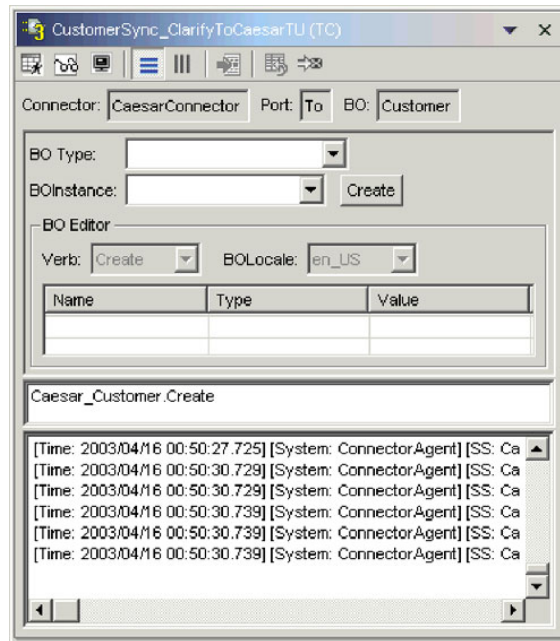 CustomerSync_ClarifyToCaesarTU (TC)
Connector: CaesarConnector Port: To BO: Customer
BO Type:
BOInstance: Create
BO Editor
Verb: Create BOLocale: en_US
Name Type Value
Caesar_Customer.Create
[Time: 2003/04/16 00:50:27.725] [System: ConnectorAgent] [SS: Ca
[Time: 2003/04/16 00:50:30.729] [System: ConnectorAgent] [SS: Ca
[Time: 2003/04/16 00:50:30.729] [System: ConnectorAgent] [SS: Ca
[Time: 2003/04/16 00:50:30.739] [System: ConnectorAgent] [SS: Ca
[Time: 2003/04/16 00:50:30.739] [System: ConnectorAgent] [SS: Ca
[Time: 2003/04/16 00:50:30.739] [System: ConnectorAgent] [SS: Ca